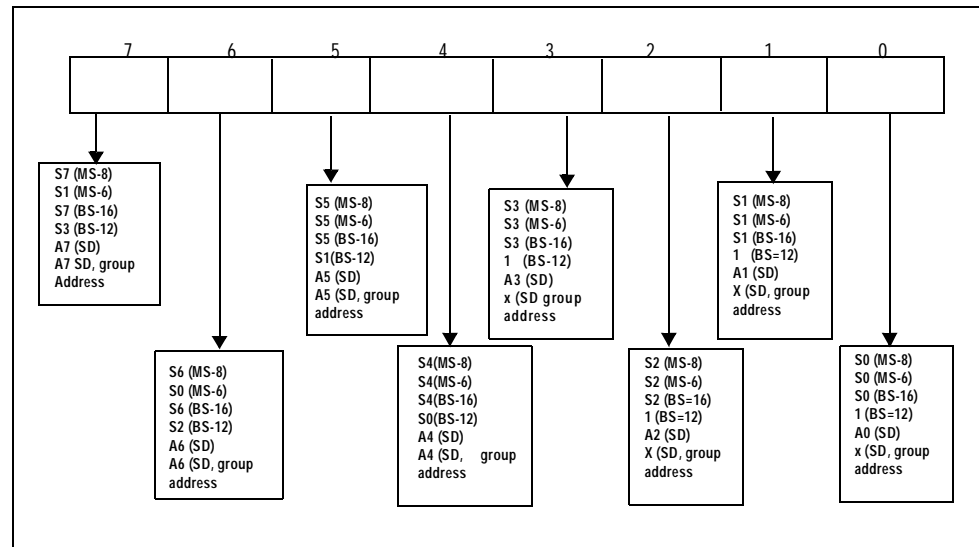 7 6 5 4 3 2 1 0
S7 (MS-8)
S1 (MS-6)
S7 (BS-16)
S3 (BS-12)
A7 (SD)
A7 SD, group
Address
S6 (MS-8)
S0 (MS-6)
S6 (BS-16)
S2 (BS-12)
A6 (SD)
A6 (SD, group
address
S5 (MS-8)
S5 (MS-6)
S5 (BS-16)
S1(BS-12)
A5 (SD)
A5 (SD, group
address
S4(MS-8)
S4(MS-6)
S4(BS-16)
S0(BS-12)
A4 (SD)
A4 (SD, group
address
S3 (MS-8)
S3 (MS-6)
S3 (BS-16)
1 (BS-12)
A3 (SD)
x (SD group
address
S2 (MS-8)
S2 (MS-6)
S2 (BS=16)
1 (BS=12)
A2 (SD)
X (SD, group
address
S1 (MS-8)
S1 (MS-6)
S1 (BS-16)
1 (BS=12)
A1 (SD)
X (SD, group
address
S0 (MS-8)
S0 (MS-6)
S0 (BS-16)
1 (BS=12)
A0 (SD)
x (SD, group
address